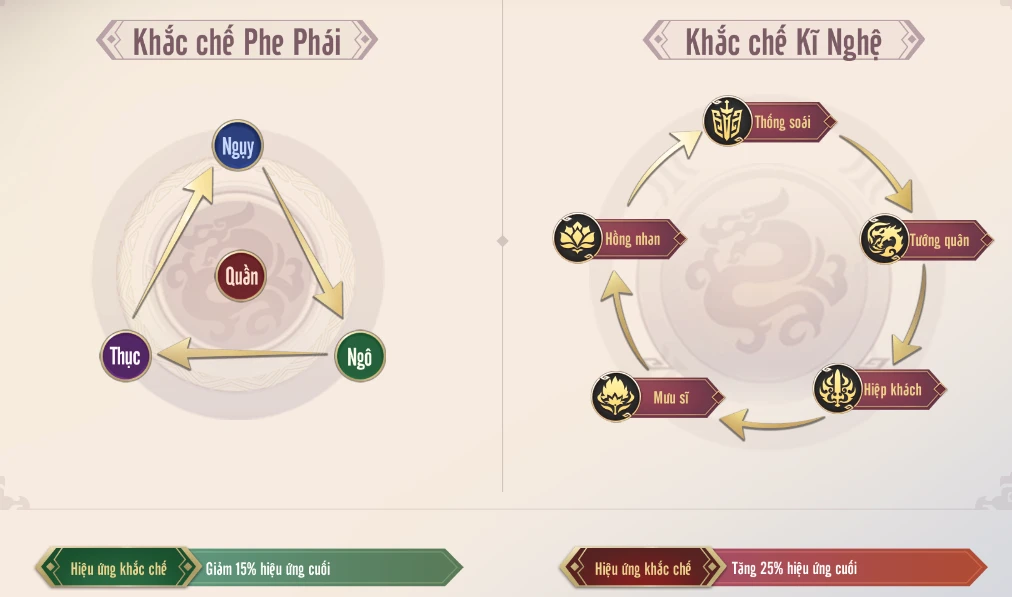 Khắc chế Phe Phái
Ngụy
Quần
Thục
Ngô
Khắc chế Kĩ Nghệ
Thống soái
Hồng nhan
Tướng quân
Mưu sĩ
Hiệp khách
Hiệu ứng khắc chế
Giảm 15% hiệu ứng cuối
Hiệu ứng khắc chế
Tăng 25% hiệu ứng cuối